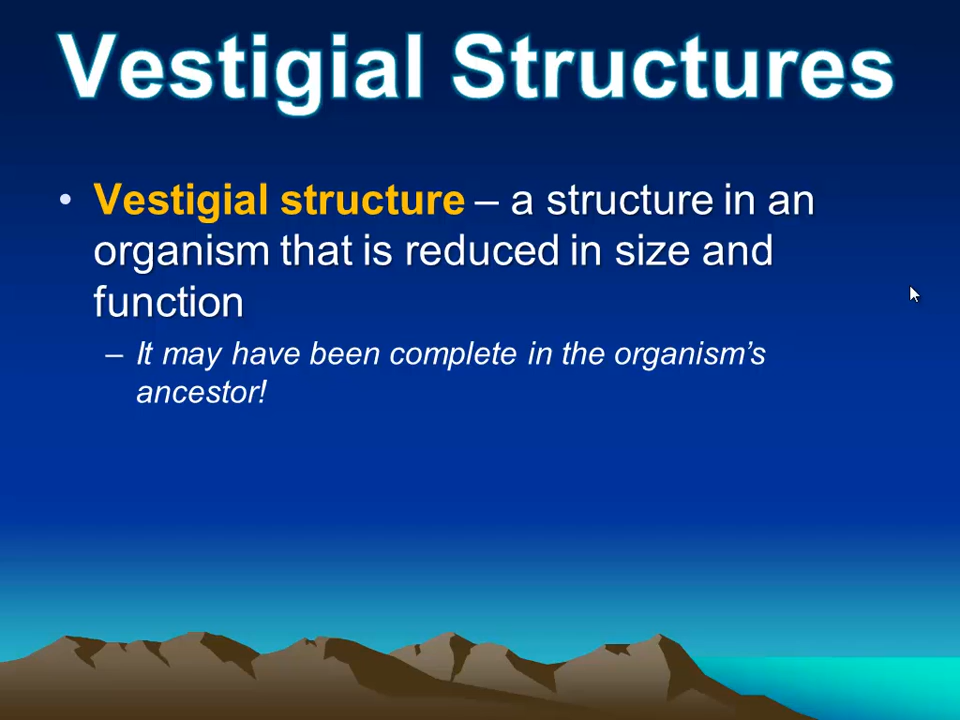 Vestigial Structures
• Vestigial structure – a structure in an
organism that is reduced in size and
function
– It may have been complete in the organism’s
ancestor!